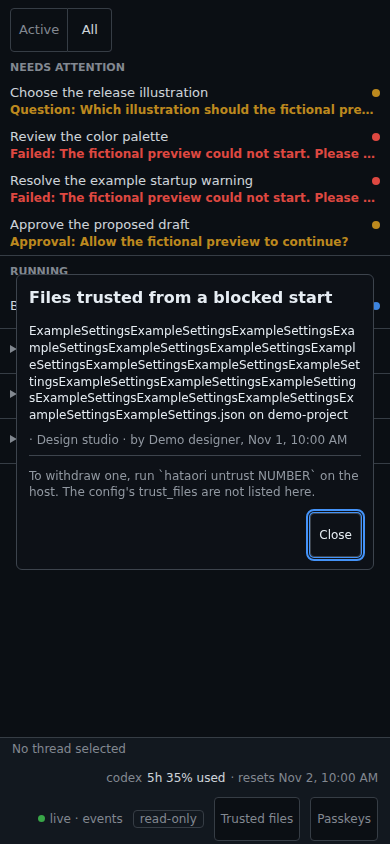 Active All
NEEDS ATTENTION
Choose the release illustration
Question: Which illustration should the fictional pre…
Review the color palette
Failed: The fictional preview could not start. Please …
Resolve the example startup warning
Failed: The fictional preview could not start. Please …
Approve the proposed draft
Approval: Allow the fictional preview to continue?
RUNNING
Files trusted from a blocked start
ExampleSettingsExampleSettingsExampleSettingsExa
mpleSettingsExampleSettingsExampleSettingsExampl
eSettingsExampleSettingsExampleSettingsExampleSet
tingsExampleSettingsExampleSettingsExampleSetting
sExampleSettingsExampleSettingsExampleSettingsEx
ampleSettingsExampleSettings.json on demo-project
· Design studio · by Demo designer, Nov 1, 10:00 AM
To withdraw one, run `hataori untrust NUMBER` on the
host. The config's trust_files are not listed here.
Close
No thread selected
codex 5h 35% used · resets Nov 2, 10:00 AM
live · events read-only Trusted files Passkeys